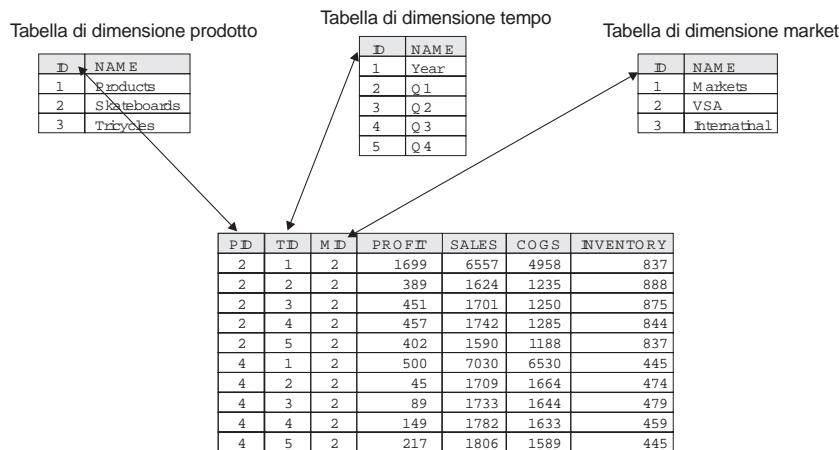 Tabella di dimensione prodotto
ID NAME
1 Products
2 Skateboards
3 Tricycles
Tabella di dimensione tempo
ID NAME
1 Year
2 Q1
3 Q2
4 Q3
5 Q4
Tabella di dimensione market
ID NAME
1 Markets
2 VSA
3 Internatinal
PID TID MID PROFIT SALES COGS INVENTORY
2 1 2 1699 6557 4958 837
2 2 2 389 1624 1235 888
2 3 2 451 1701 1250 875
2 4 2 457 1742 1285 844
2 5 2 402 1590 1188 837
4 1 2 500 7030 6530 445
4 2 2 45 1709 1664 474
4 3 2 89 1733 1644 479
4 4 2 149 1782 1633 459
4 5 2 217 1806 1589 445